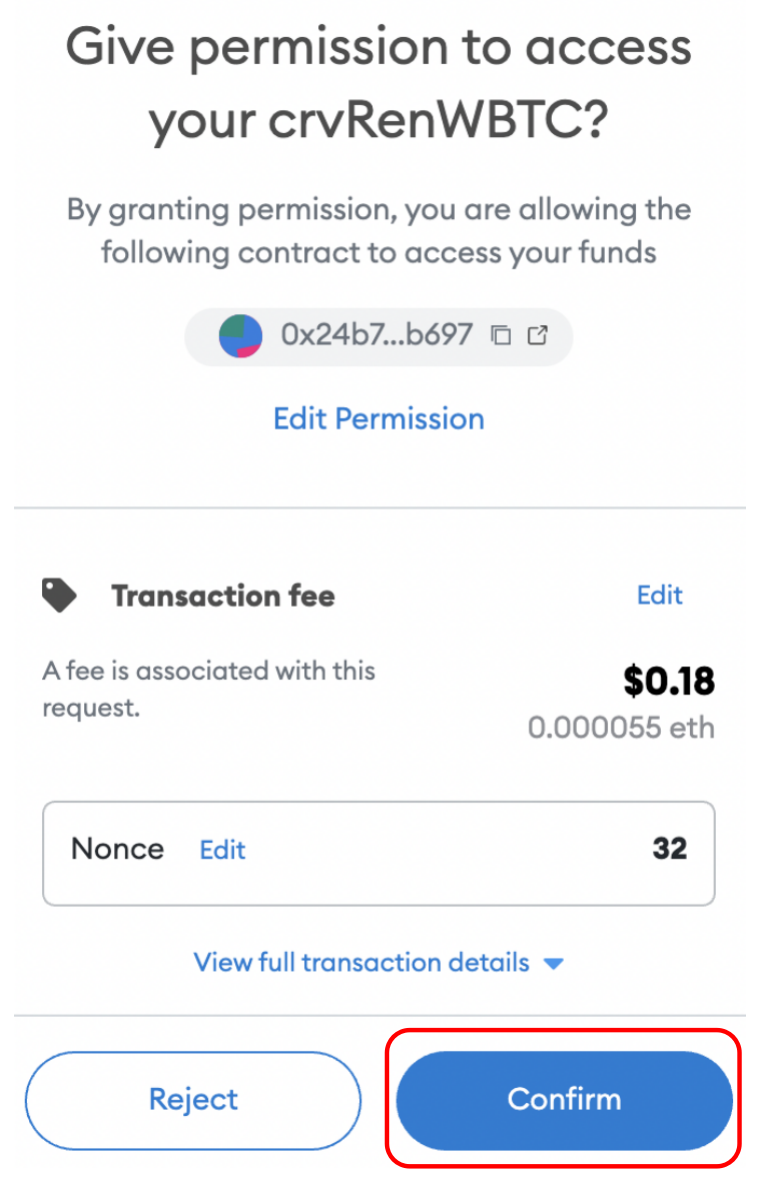 Give permission to access
your crvRenWBTC?
By granting permission, you are allowing the
following contract to access your funds
0x24b7...b697
Edit Permission
Transaction fee
Edit
A fee is associated with this
request.
$0.18
0.000055 eth
Nonce
Edit
32
View full transaction details
Reject
Confirm